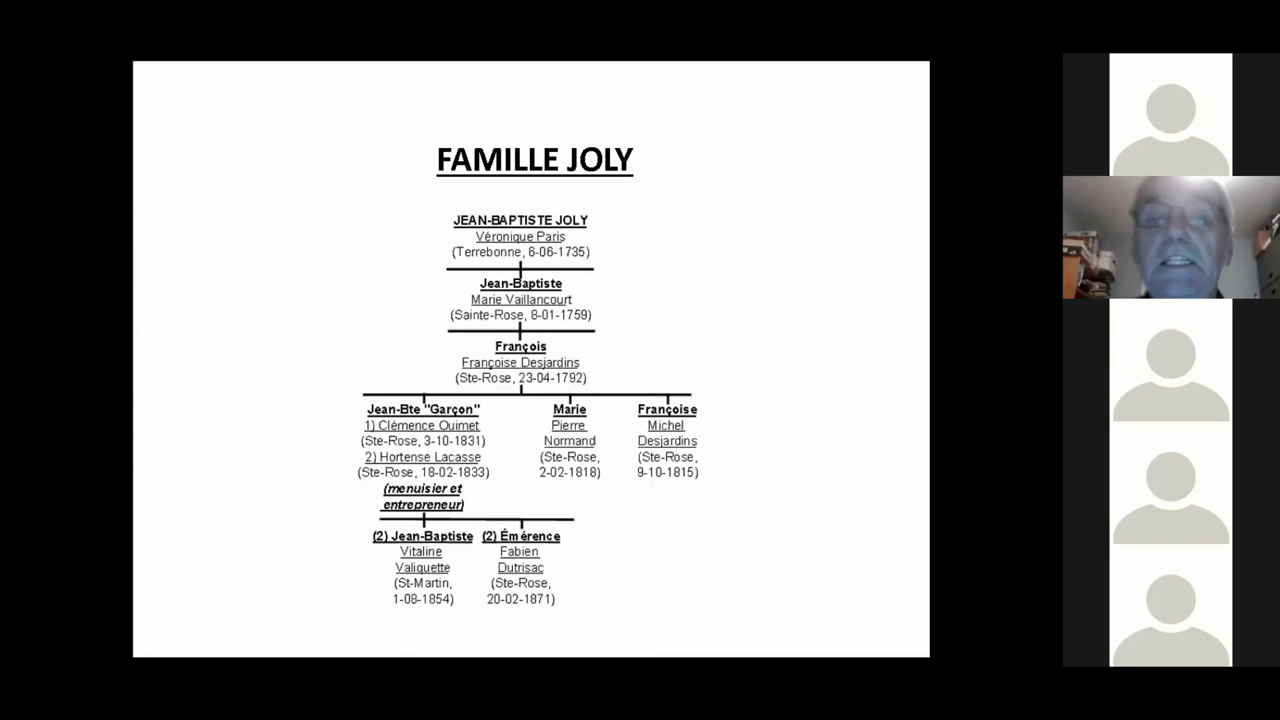 FAMILLE JOLY
JEAN-BAPTISTE JOLY
Véronique Paris
(Terrebonne, 6-06-1735)
Jean-Baptiste
Marie Vaillancourt
(Sainte-Rose, 8-01-1759)
François
Françoise Desjardins
(Ste-Rose, 23-04-1792)
Jean-Bte "Garçon"
1) Clémence Ouimet
(Ste-Rose, 3-10-1831)
2) Hortense Lacasse
(Ste-Rose, 18-02-1833)
(menuisier et
entrepreneur)
Marie
Pierre
Normand
(Ste-Rose,
2-02-1818)
Françoise
Michel
Desjardins
(Ste-Rose,
9-10-1815)
(2) Jean-Baptiste
Vitaline
Valiquette
(St-Martin,
1-08-1854)
(2) Émérence
Fabien
Dutrisac
(Ste-Rose,
20-02-1871)